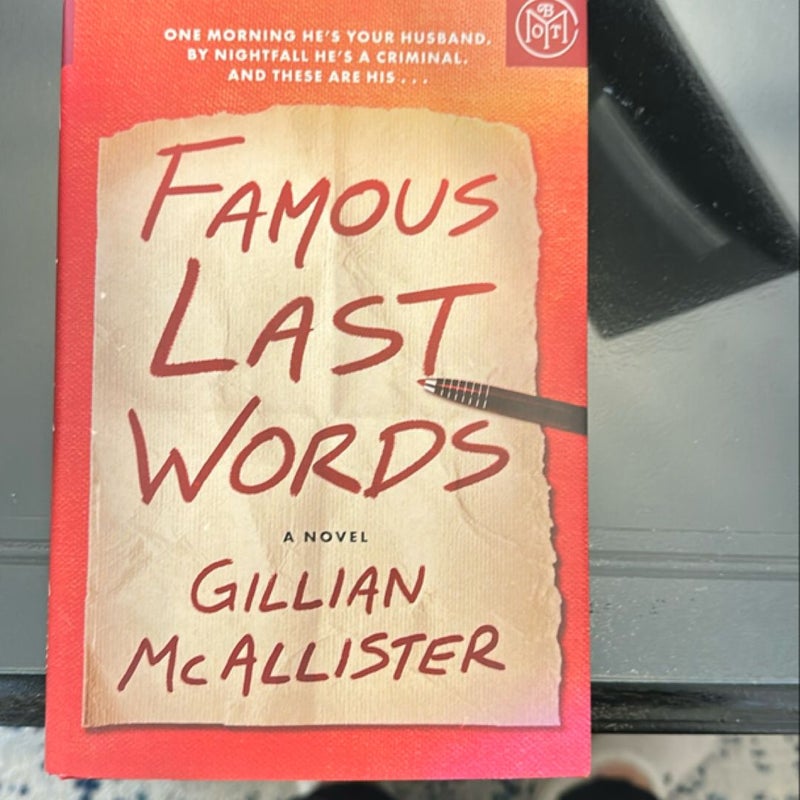 ONE MORNING HE'S YOUR HUSBAND.
BY NIGHTFALL HE'S A CRIMINAL.
AND THESE ARE HIS . . .
BOTM
FAMOUS
LAST
WORDS
A NOVEL
GILLIAN
MCALLISTER